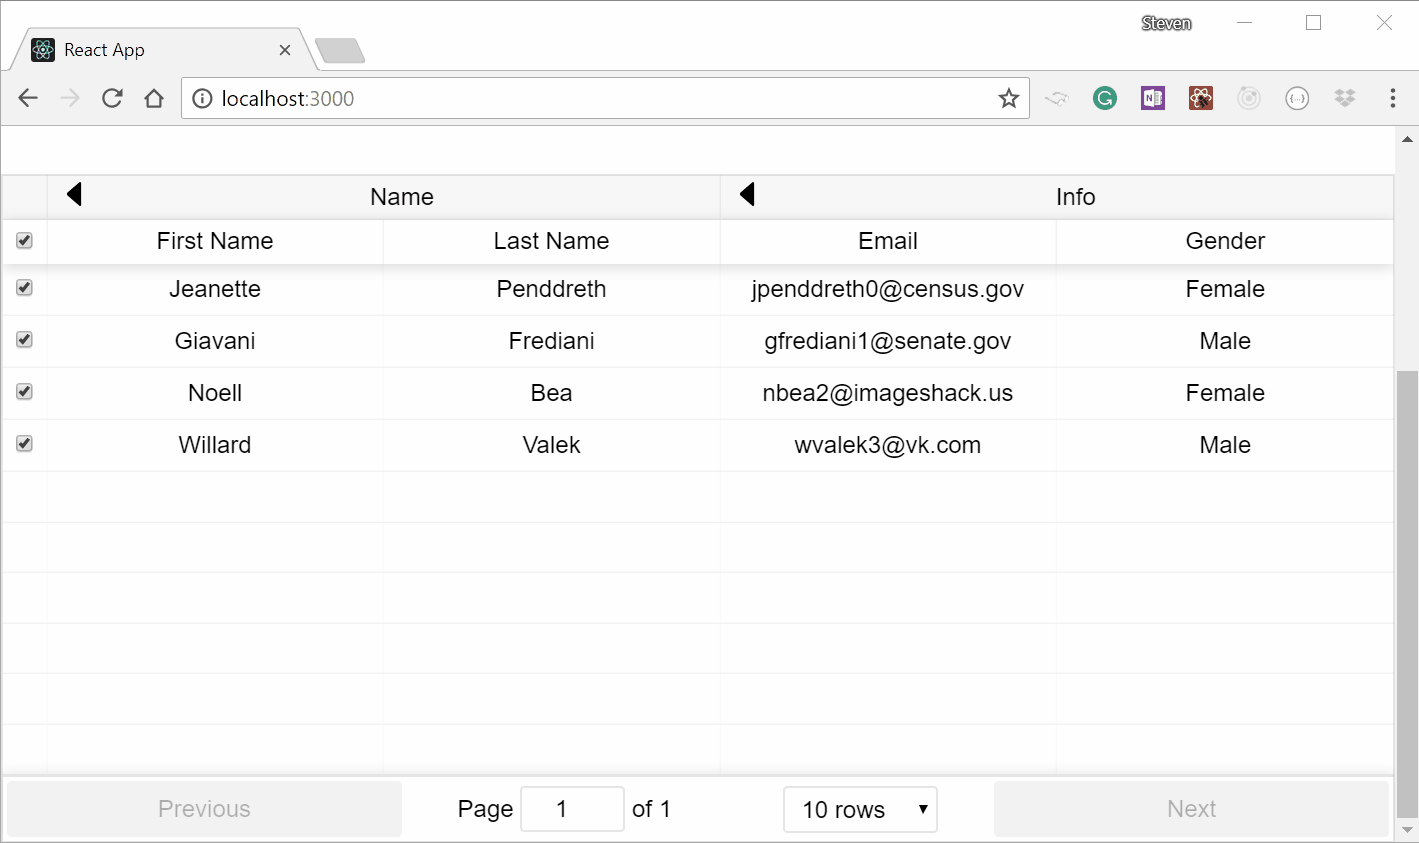 Steven
React App
localhost:3000
Name Info
First Name Last Name Email Gender
Jeanette Penddreth jpenddreth0@census.gov Female
Giavani Frediani gfrediani1@senate.gov Male
Noell Bea nbea2@imageshack.us Female
Willard Valek wvalek3@vk.com Male
Previous Page 1 of 1 10 rows Next